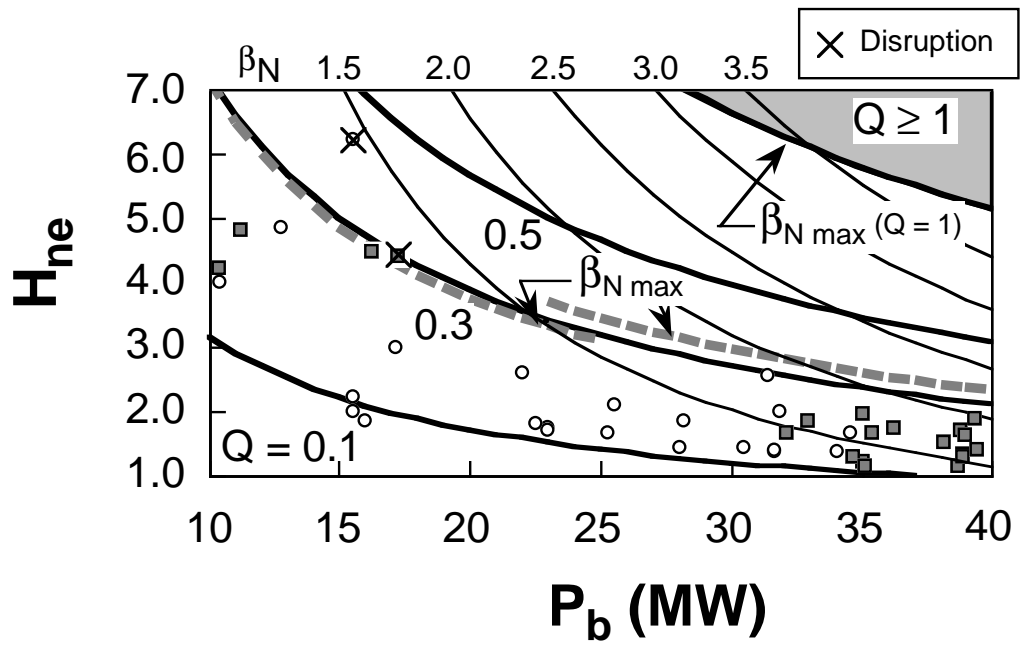 Disruption
βN 1.5 2.0 2.5 3.0 3.5
7.0
6.0
5.0
4.0
3.0
2.0
1.0
Hne
Q ≥ 1
βN max (Q = 1)
0.5
βN max
0.3
Q = 0.1
10 15 20 25 30 35 40
Pb (MW)